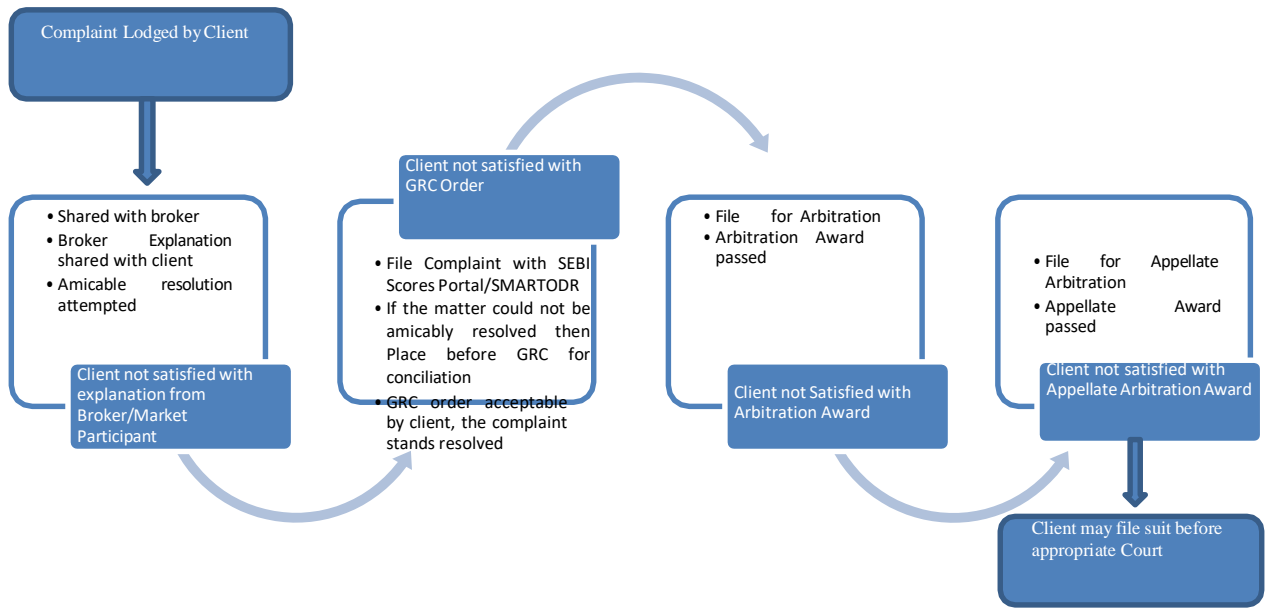 Complaint Lodged by Client
• Shared with broker
• Broker Explanation
shared with client
• Amicable resolution
attempted
Client not satisfied with
explanation from
Broker/Market
Participant
Client not satisfied with
GRC Order
• File Complaint with SEBI
Scores Portal/SMARTODR
• If the matter could not be
amicably resolved then
Place before GRC for
conciliation
• GRC order acceptable
by client, the complaint
stands resolved
• File for Arbitration
• Arbitration Award
passed
Client not Satisfied with
Arbitration Award
• File for Appellate
Arbitration
• Appellate Award
passed
Client not satisfied with
Appellate Arbitration Award
Client may file suit before
appropriate Court